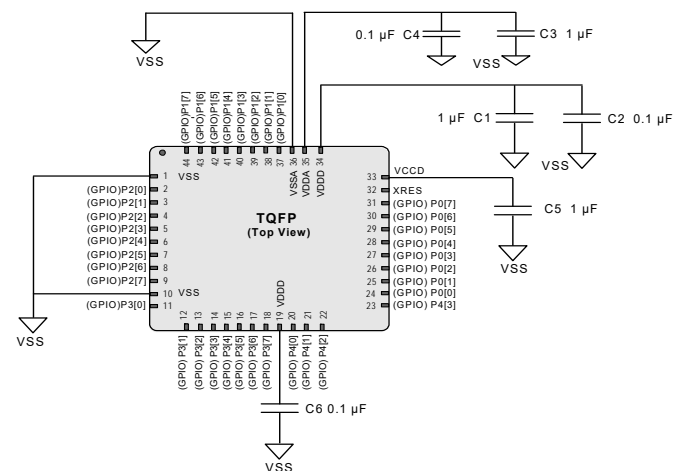 0.1 µF C4
C3 1 µF
VSS
VSS
1 µF C1
C2 0.1 µF
VSS
(GPIO)P1[7]
(GPIO)P1[6]
(GPIO)P1[5]
(GPIO)P1[4]
(GPIO)P1[3]
(GPIO)P1[2]
(GPIO)P1[1]
(GPIO)P1[0]
44
43
42
41
40
39
38
37
36
35
34
VSSA
VDDA
VDDD
1
VSS
(GPIO)P2[0]
2
(GPIO)P2[1]
3
(GPIO)P2[2]
4
(GPIO)P2[3]
5
(GPIO)P2[4]
6
(GPIO)P2[5]
7
(GPIO)P2[6]
8
(GPIO)P2[7]
9
10
VSS
(GPIO)P3[0]
11
VSS
TQFP
(Top View)
33
VCCD
32
XRES
31
(GPIO) P0[7]
30
(GPIO) P0[6]
29
(GPIO) P0[5]
28
(GPIO) P0[4]
27
(GPIO) P0[3]
26
(GPIO) P0[2]
25
(GPIO) P0[1]
24
(GPIO) P0[0]
23
(GPIO) P4[3]
C5 1 µF
VSS
VDDD
12
13
14
15
16
17
18
19
20
21
22
(GPIO) P3[1]
(GPIO) P3[2]
(GPIO) P3[3]
(GPIO) P3[4]
(GPIO) P3[5]
(GPIO) P3[6]
(GPIO) P3[7]
(GPIO) P4[0]
(GPIO) P4[1]
(GPIO) P4[2]
C6 0.1 µF
VSS